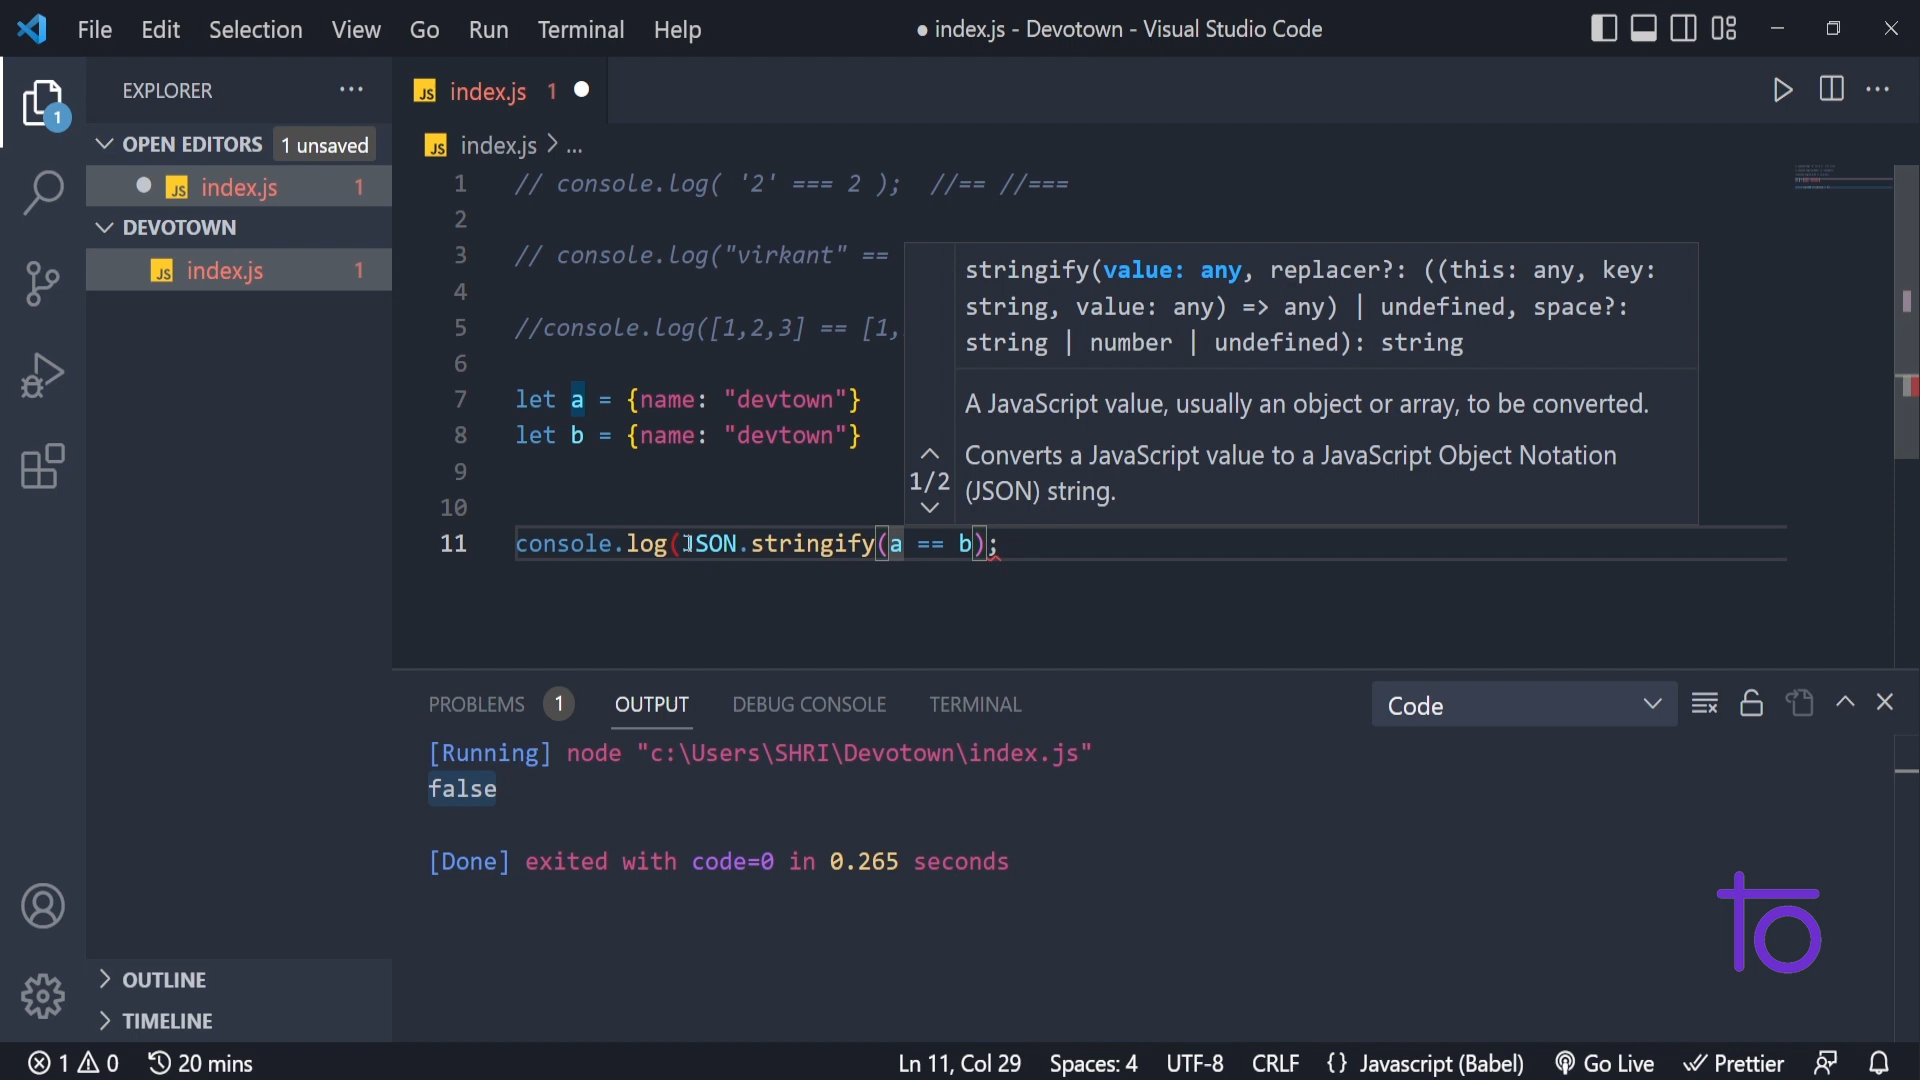 File Edit Selection View Go Run Terminal Help
● index.js - Devotown - Visual Studio Code
EXPLORER ...
1
OPEN EDITORS 1 unsaved
JS index.js 1
DEVOTOWN
JS index.js 1
OUTLINE
TIMELINE
JS index.js 1
JS index.js > ...
1 // console.log( '2' === 2 ); //== //===
2
3 // console.log("virkant" ==
4
5 //console.log([1,2,3] == [1,
6
7 let a = {name: "devtown"}
8 let b = {name: "devtown"}
9
10
11 console.log(JSON.stringify(a == b);
stringify(value: any, replacer?: ((this: any, key:
string, value: any) => any) | undefined, space?:
string | number | undefined): string
A JavaScript value, usually an object or array, to be converted.
1/2
Converts a JavaScript value to a JavaScript Object Notation
(JSON) string.
PROBLEMS 1 OUTPUT DEBUG CONSOLE TERMINAL Code
[Running] node "c:\Users\SHRI\Devotown\index.js"
false
[Done] exited with code=0 in 0.265 seconds
1 0 20 mins Ln 11, Col 29 Spaces: 4 UTF-8 CRLF {} Javascript (Babel) Go Live Prettier